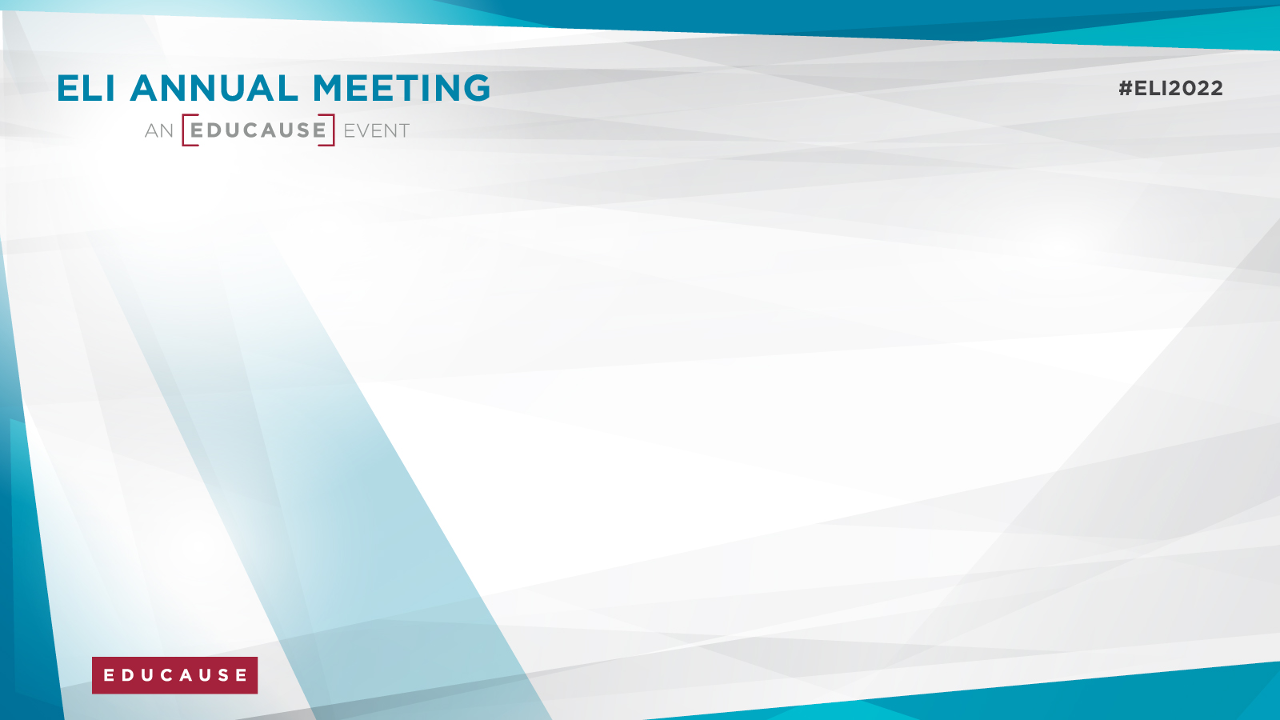 ELI ANNUAL MEETING
#ELI2022
AN [EDUCAUSE] EVENT
EDUCAUSE